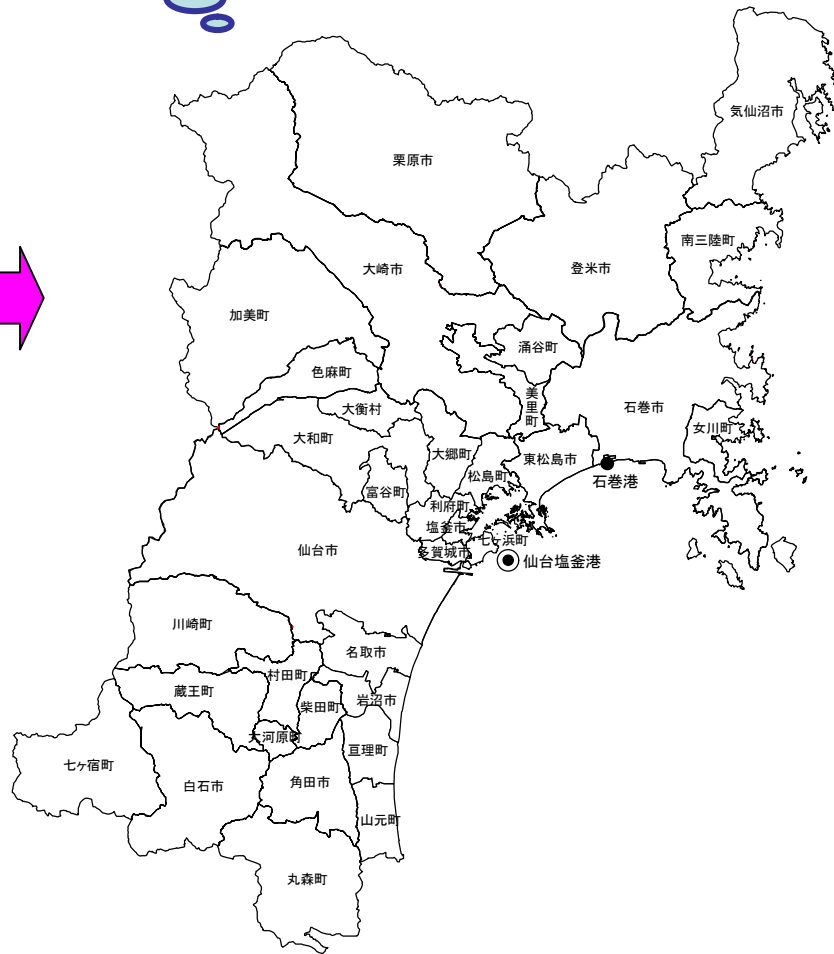 気仙沼市
栗原市
南三陸町
大崎市
登米市
加美町
涌谷町
色麻町
美里町
大衡村
石巻市
女川町
大和町
大郷町
東松島市
松島町
石巻港
富谷町
利府町
塩釜市
七ヶ浜町
多賀城市
仙台市
仙台塩釜港
川崎町
名取市
村田町
蔵王町
岩沼市
柴田町
大河原町
亘理町
七ヶ宿町
角田市
白石市
山元町
丸森町